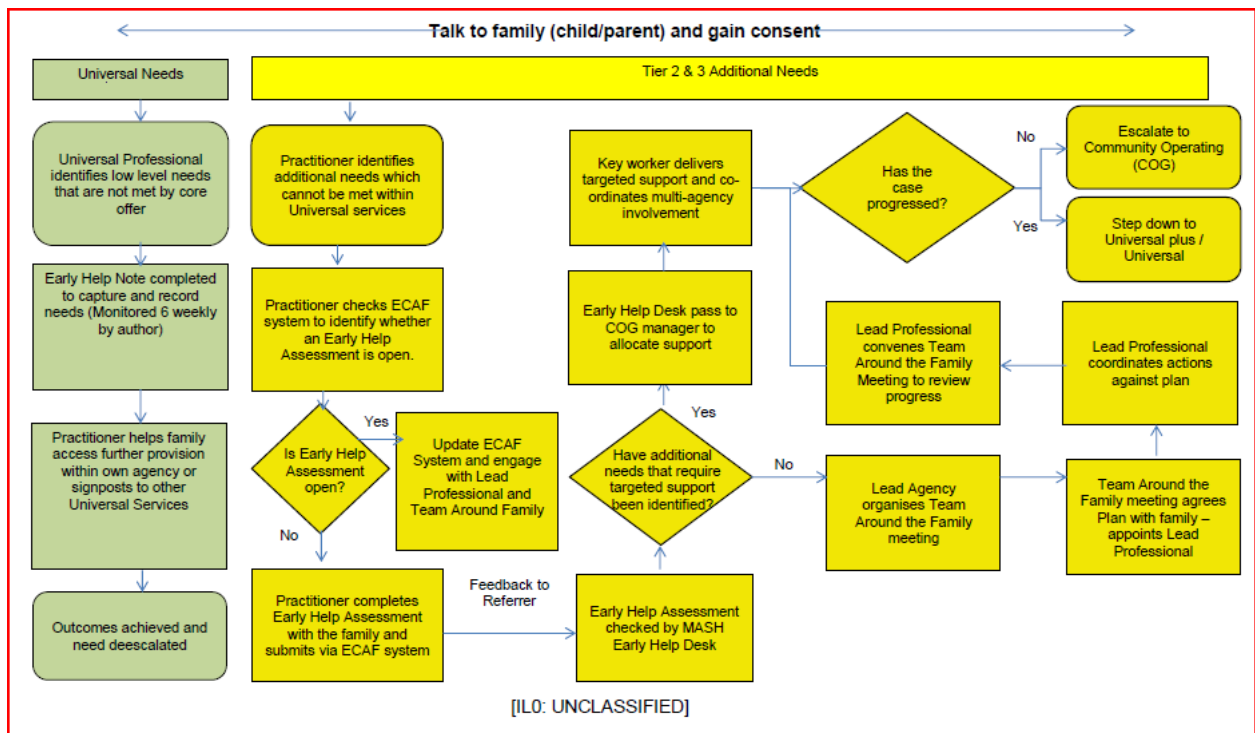 Talk to family (child/parent) and gain consent
Universal Needs
Tier 2 & 3 Additional Needs
Universal Professional
identifies low level needs
that are not met by core
offer
Early Help Note completed
to capture and record
needs (Monitored 6 weekly
by author)
Practitioner helps family
access further provision
within own agency or
signposts to other
Universal Services
Outcomes achieved and
need deescalated
Practitioner identifies
additional needs which
cannot be met within
Universal services
Practitioner checks ECAF
system to identify whether
an Early Help
Assessment is open.
Is Early Help
Assessment
open?
Yes
Update ECAF
System and engage
with Lead
Professional and
Team Around Family
No
Practitioner completes
Early Help Assessment
with the family and
submits via ECAF system
Feedback to
Referrer
Early Help Assessment
checked by MASH
Early Help Desk
Have additional
needs that require
targeted support
been identified?
Yes
Early Help Desk pass to
COG manager to
allocate support
Key worker delivers
targeted support and co-
ordinates multi-agency
involvement
No
Lead Agency
organises Team
Around the Family
meeting
Team Around the
Family meeting agrees
Plan with family –
appoints Lead
Professional
Lead Professional
coordinates actions
against plan
Lead Professional
convenes Team
Around the Family
Meeting to review
progress
Has the
case
progressed?
No
Escalate to
Community Operating
(COG)
Yes
Step down to
Universal plus /
Universal
[IL0: UNCLASSIFIED]